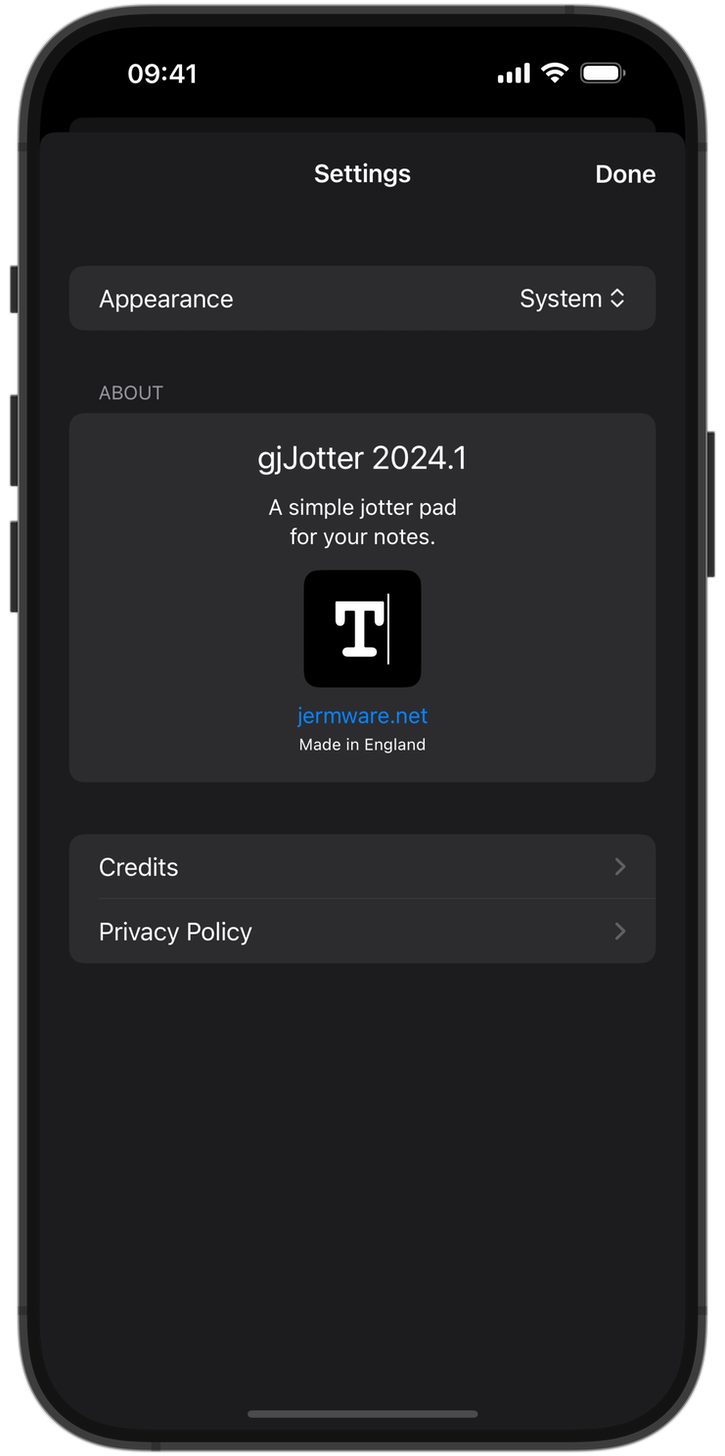 09:41
Settings
Done
Appearance
System
ABOUT
gjJotter 2024.1
A simple jotter pad
for your notes.
T
jermware.net
Made in England
Credits
Privacy Policy